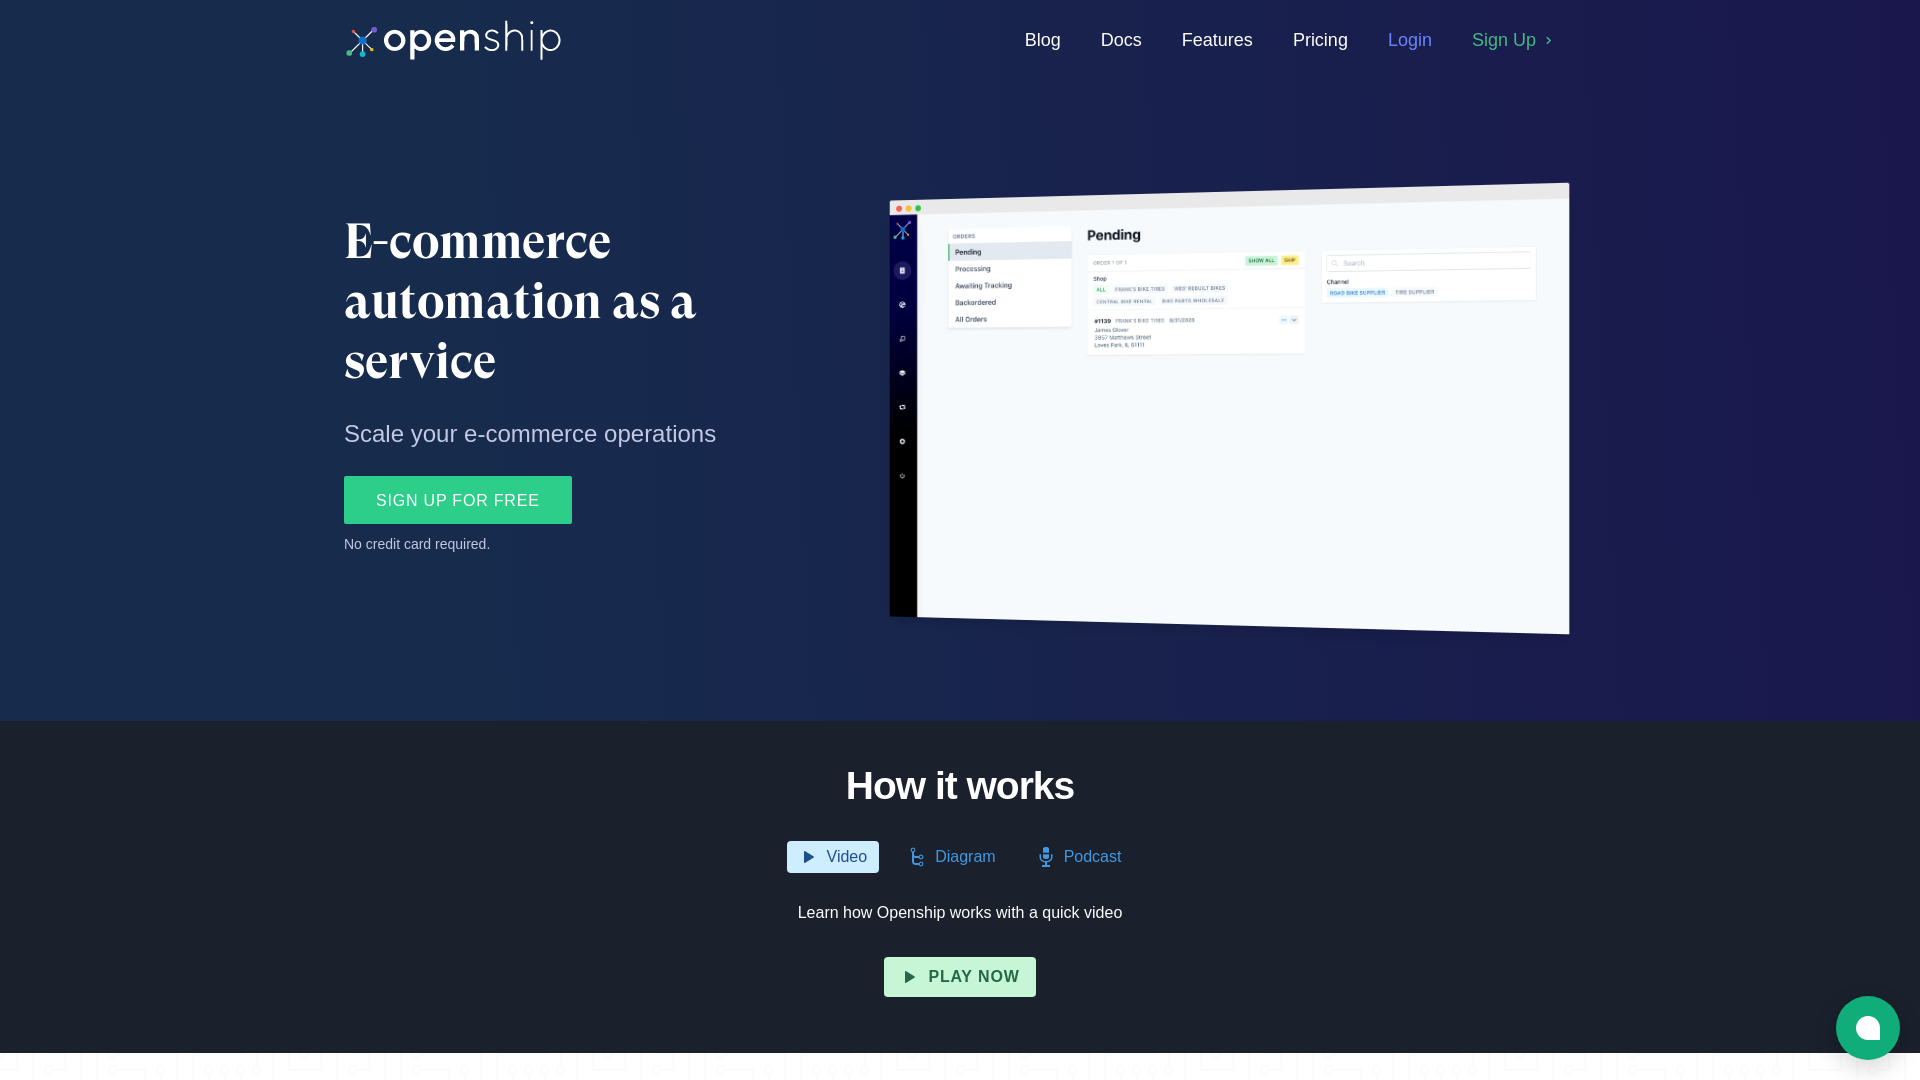 openship
Blog
Docs
Features
Pricing
Login
Sign Up
E-commerce
automation as a
service
Scale your e-commerce operations
SIGN UP FOR FREE
No credit card required.
ORDERS
Pending
Processing
Awaiting Tracking
Backordered
All Orders
Pending
ORDER 1 OF 1
SHOW ALL
SKIP
Shop
ALL
FRANK'S BIKE TIRES
WES' REBUILT BIKES
CENTRAL BIKE RENTAL
BIKE PARTS WHOLESALE
#1139
FRANK'S BIKE TIRES
8/31/2020
James Glover
3957 Matthews Street
Loves Park, IL 61111
Search
Channel
ROAD BIKE SUPPLIER
TIRE SUPPLIER
How it works
Video
Diagram
Podcast
Learn how Openship works with a quick video
PLAY NOW